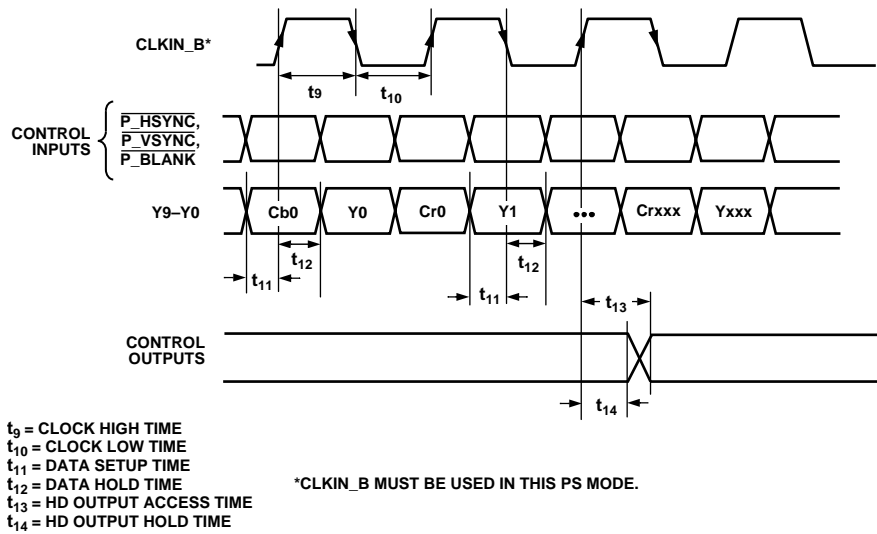 CLKIN_B*
t9
t10
CONTROL INPUTS
P_HSYNC,
P_VSYNC,
P_BLANK
Y9–Y0
Cb0
Y0
Cr0
Y1
•••
Crxxx
Yxxx
t12
t11
t12
t11
t13
CONTROL
OUTPUTS
t14
t9 = CLOCK HIGH TIME
t10 = CLOCK LOW TIME
t11 = DATA SETUP TIME
t12 = DATA HOLD TIME
t13 = HD OUTPUT ACCESS TIME
t14 = HD OUTPUT HOLD TIME
*CLKIN_B MUST BE USED IN THIS PS MODE.